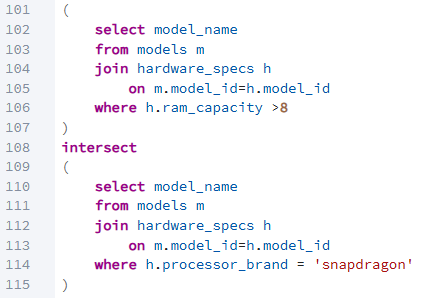 101 (
102     select model_name
103     from models m
104     join hardware_specs h
105         on m.model_id=h.model_id
106     where h.ram_capacity >8
107 )
108 intersect
109 (
110     select model_name
111     from models m
112     join hardware_specs h
113         on m.model_id=h.model_id
114     where h.processor_brand = 'snapdragon'
115 )